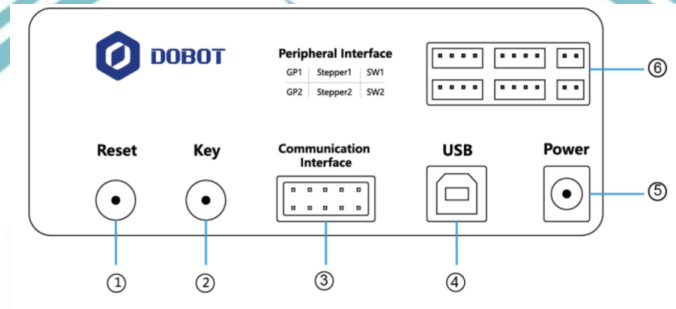 DOBOT
Peripheral Interface
GP1 Stepper1 SW1
GP2 Stepper2 SW2
⑥
Reset Key Communication Interface USB Power
⑤
① ② ③ ④